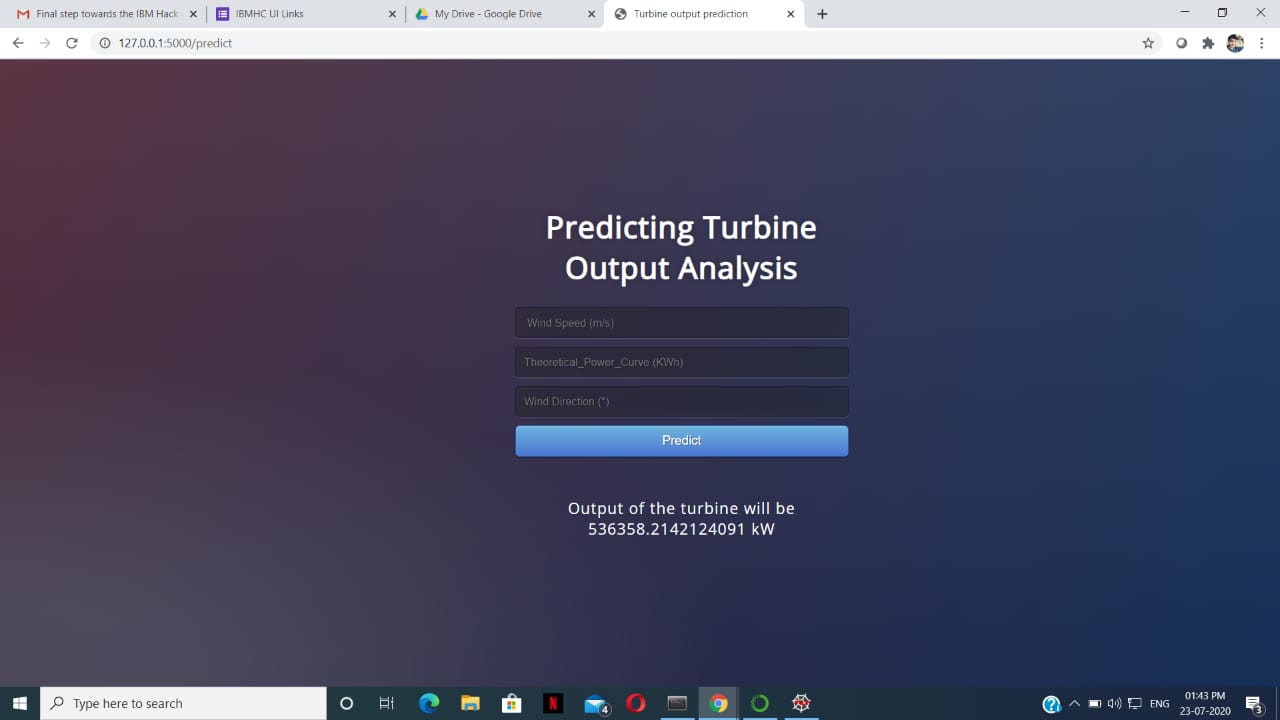 Final step towards the IBM Hack
IBMHC UI Links
My Drive - Google Drive
Turbine output prediction
127.0.0.1:5000/predict
Predicting Turbine
Output Analysis
Wind Speed (m/s)
Theoretical_Power_Curve (KWh)
Wind Direction (°)
Predict
Output of the turbine will be
536358.2142124091 kW
Type here to search
N
4
ENG
01:43 PM
23-07-2020
3